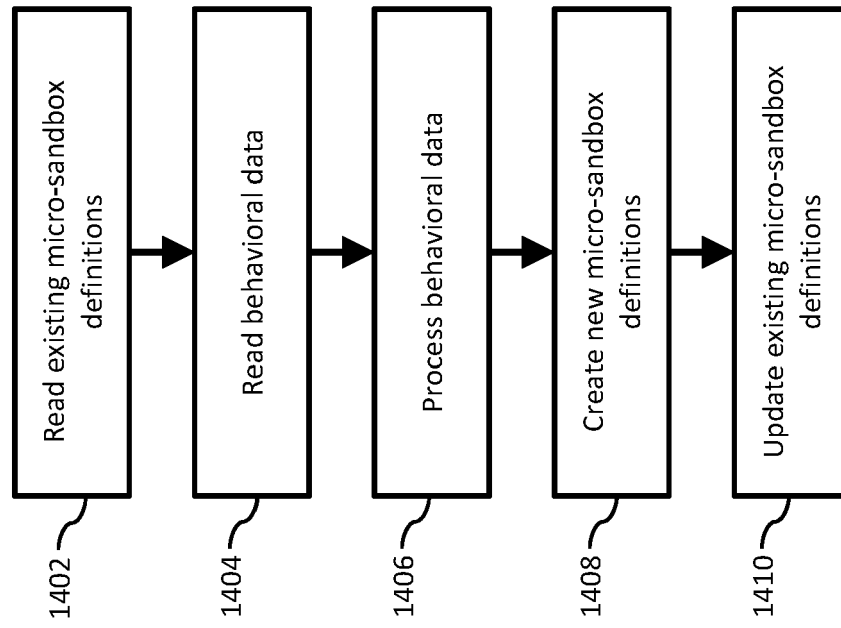 1402
Read existing micro-sandbox
definitions
1404
Read behavioral data
1406
Process behavioral data
1408
Create new micro-sandbox
definitions
1410
Update existing micro-sandbox
definitions